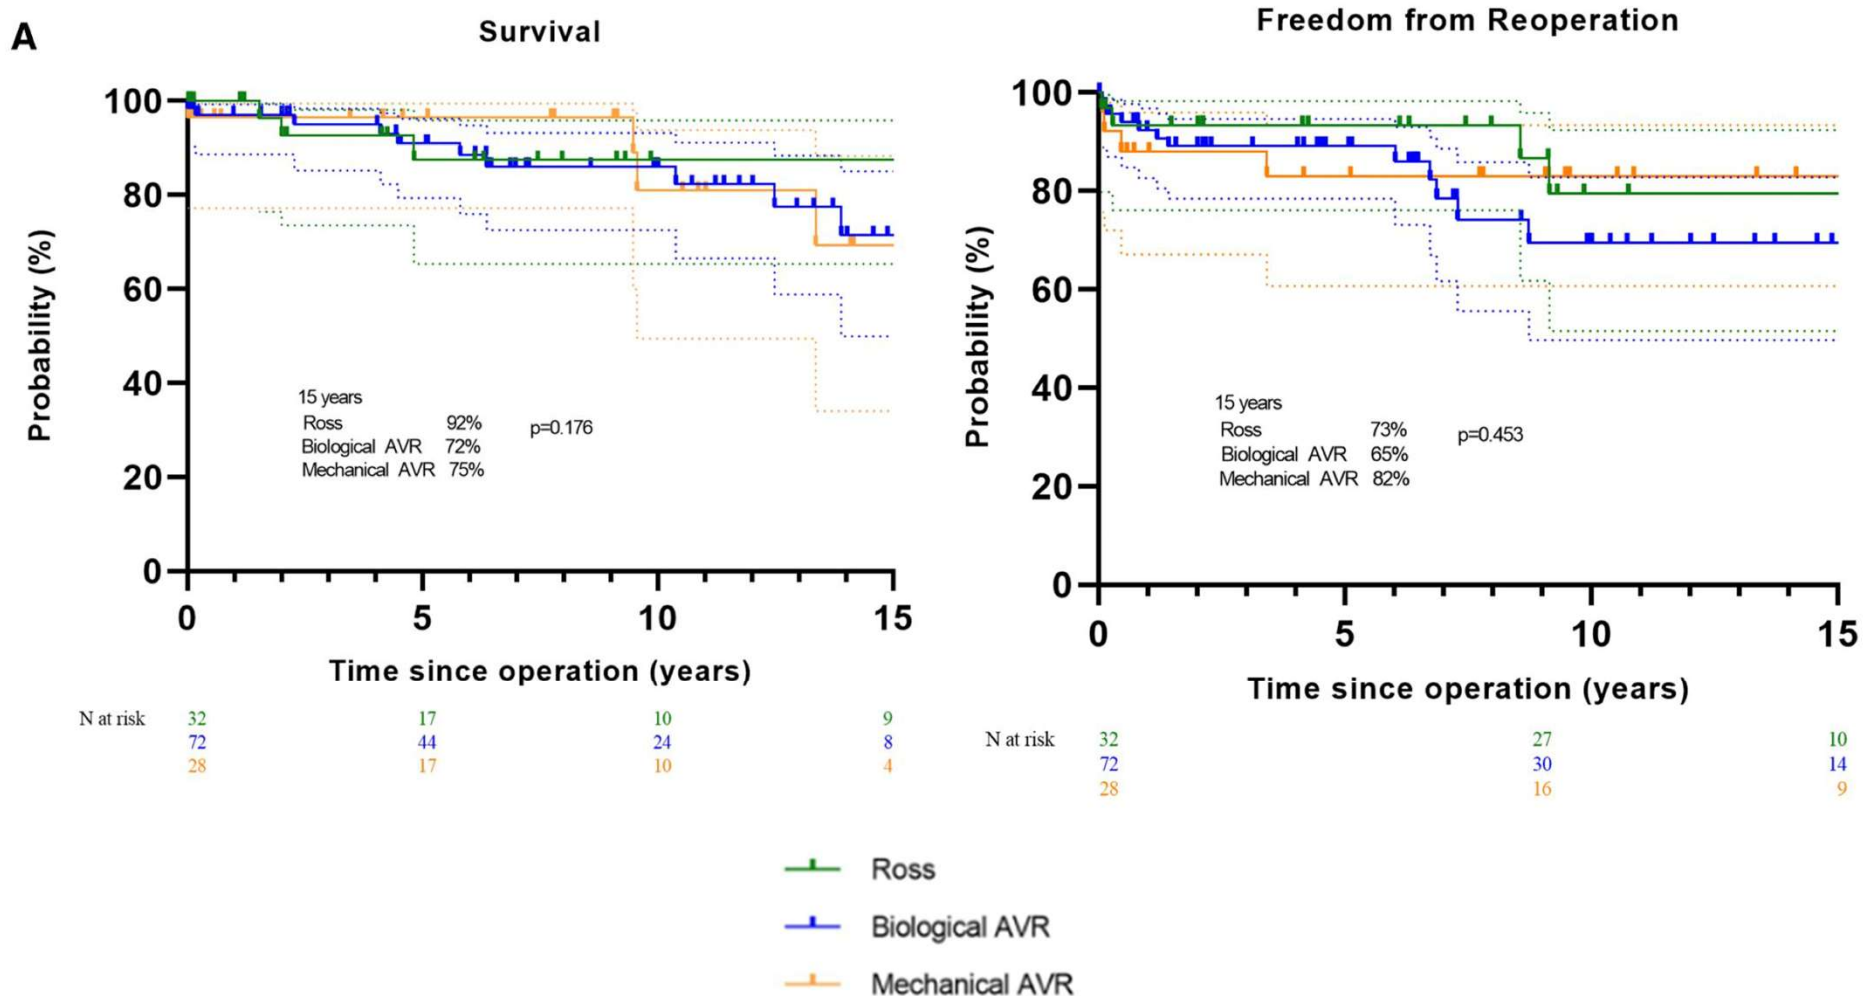 A
Survival
Probability (%)
100
80
60
40
20
0
15 years
Ross 92%
Biological AVR 72%
Mechanical AVR 75%
p=0.176
0 5 10 15
Time since operation (years)
N at risk 32 17 10 9
72 44 24 8
28 17 10 4
Freedom from Reoperation
Probability (%)
100
80
60
40
20
0
15 years
Ross 73%
Biological AVR 65%
Mechanical AVR 82%
p=0.453
0 5 10 15
Time since operation (years)
N at risk 32 27 10
72 30 14
28 16 9
Ross
Biological AVR
Mechanical AVR